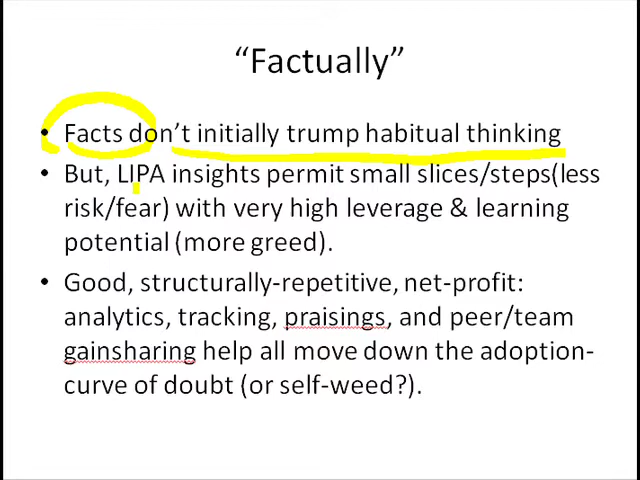 “Factually”
• Facts don’t initially trump habitual thinking
• But, LIPA insights permit small slices/steps(less
risk/fear) with very high leverage & learning
potential (more greed).
• Good, structurally-repetitive, net-profit:
analytics, tracking, praisings, and peer/team
gainsharing help all move down the adoption-
curve of doubt (or self-weed?).